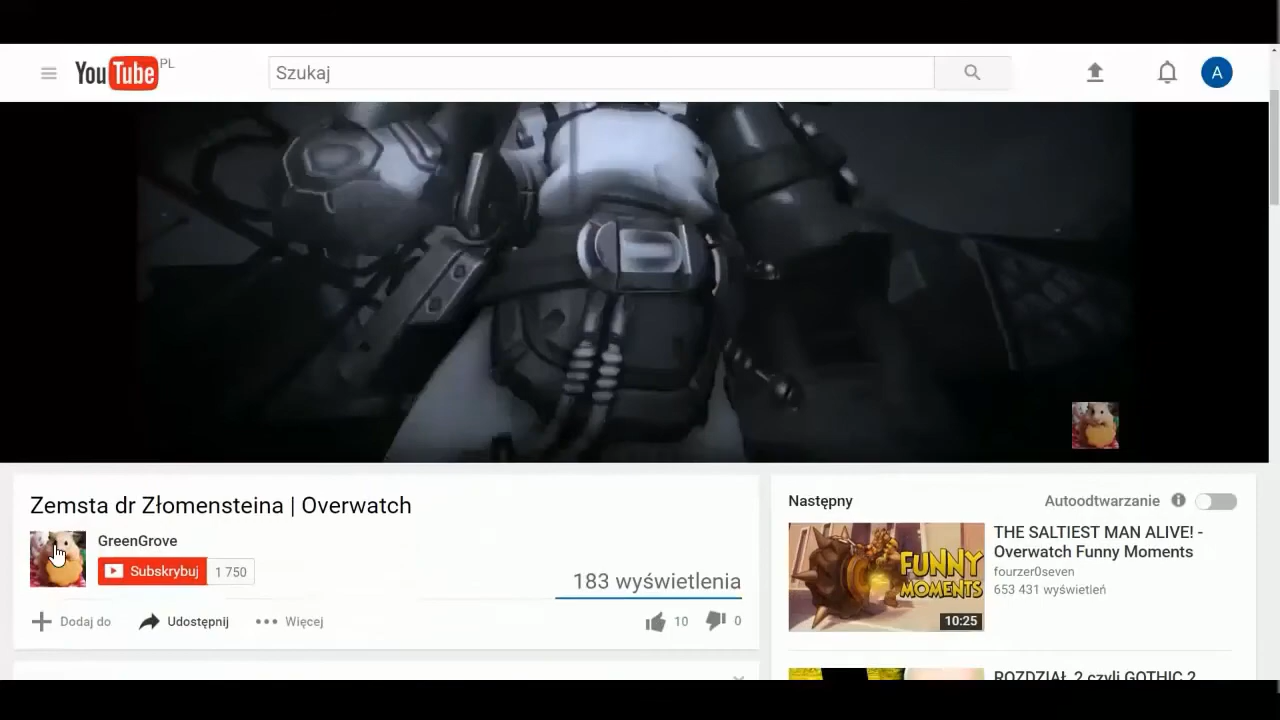 YouTube PL
Szukaj
A
Zemsta dr Złomensteina | Overwatch
GreenGrove
Subskrybuj 1 750
183 wyświetlenia
Dodaj do Udostępnij Więcej 10 0
Następny Autoodtwarzanie
FUNNY
MOMENTS
10:25
THE SALTIEST MAN ALIVE! -
Overwatch Funny Moments
fourzer0seven
653 431 wyświetleń
ROZDZIAŁ 2 czyli GOTHIC 2